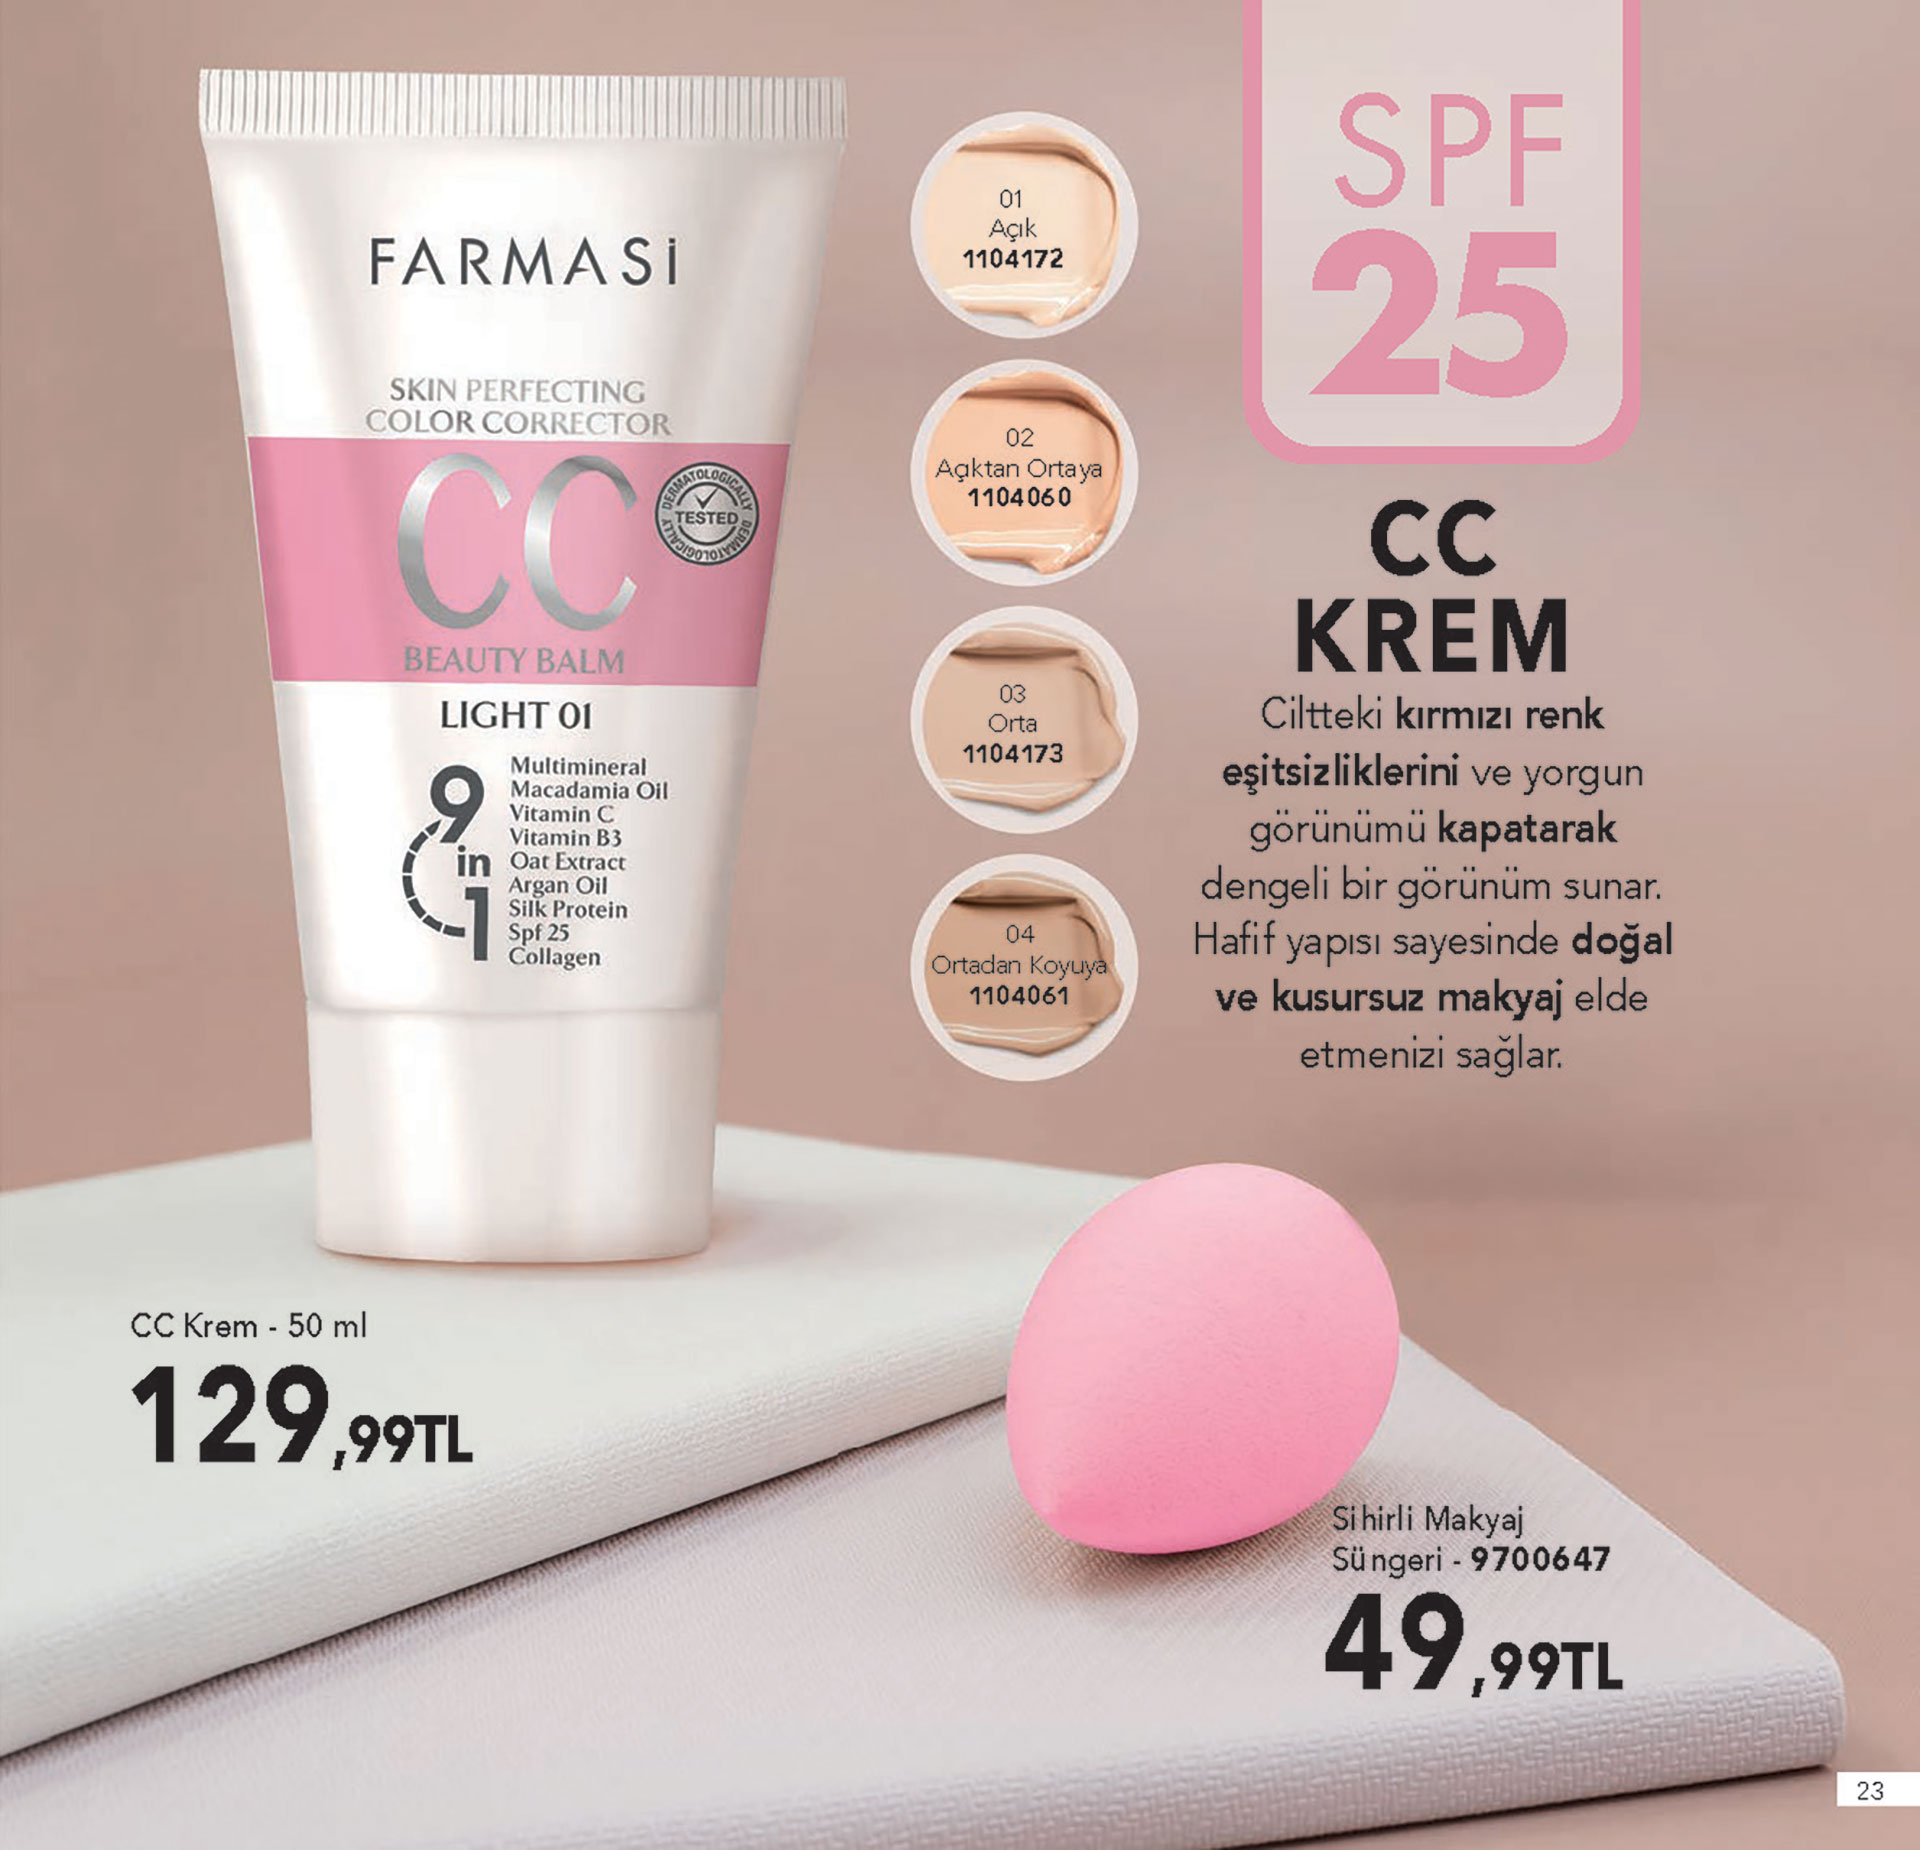 FARMASİ
SKIN PERFECTING
COLOR CORRECTOR
CC
DERMATOLOGICALLY
TESTED
DERMATOLOGICALLY
BEAUTY BALM
LIGHT 01
9 in 1
Multimineral
Macadamia Oil
Vitamin C
Vitamin B3
Oat Extract
Argan Oil
Silk Protein
Spf 25
Collagen
01
Açık
1104172
02
Açıktan Ortaya
1104060
03
Orta
1104173
04
Ortadan Koyuya
1104061
SPF
25
CC
KREM
Ciltteki kırmızı renk
eşitsizliklerini ve yorgun
görünümü kapatarak
dengeli bir görünüm sunar.
Hafif yapısı sayesinde doğal
ve kusursuz makyaj elde
etmenizi sağlar.
CC Krem - 50 ml
129,99TL
Sihirli Makyaj
Süngeri - 9700647
49,99TL
23